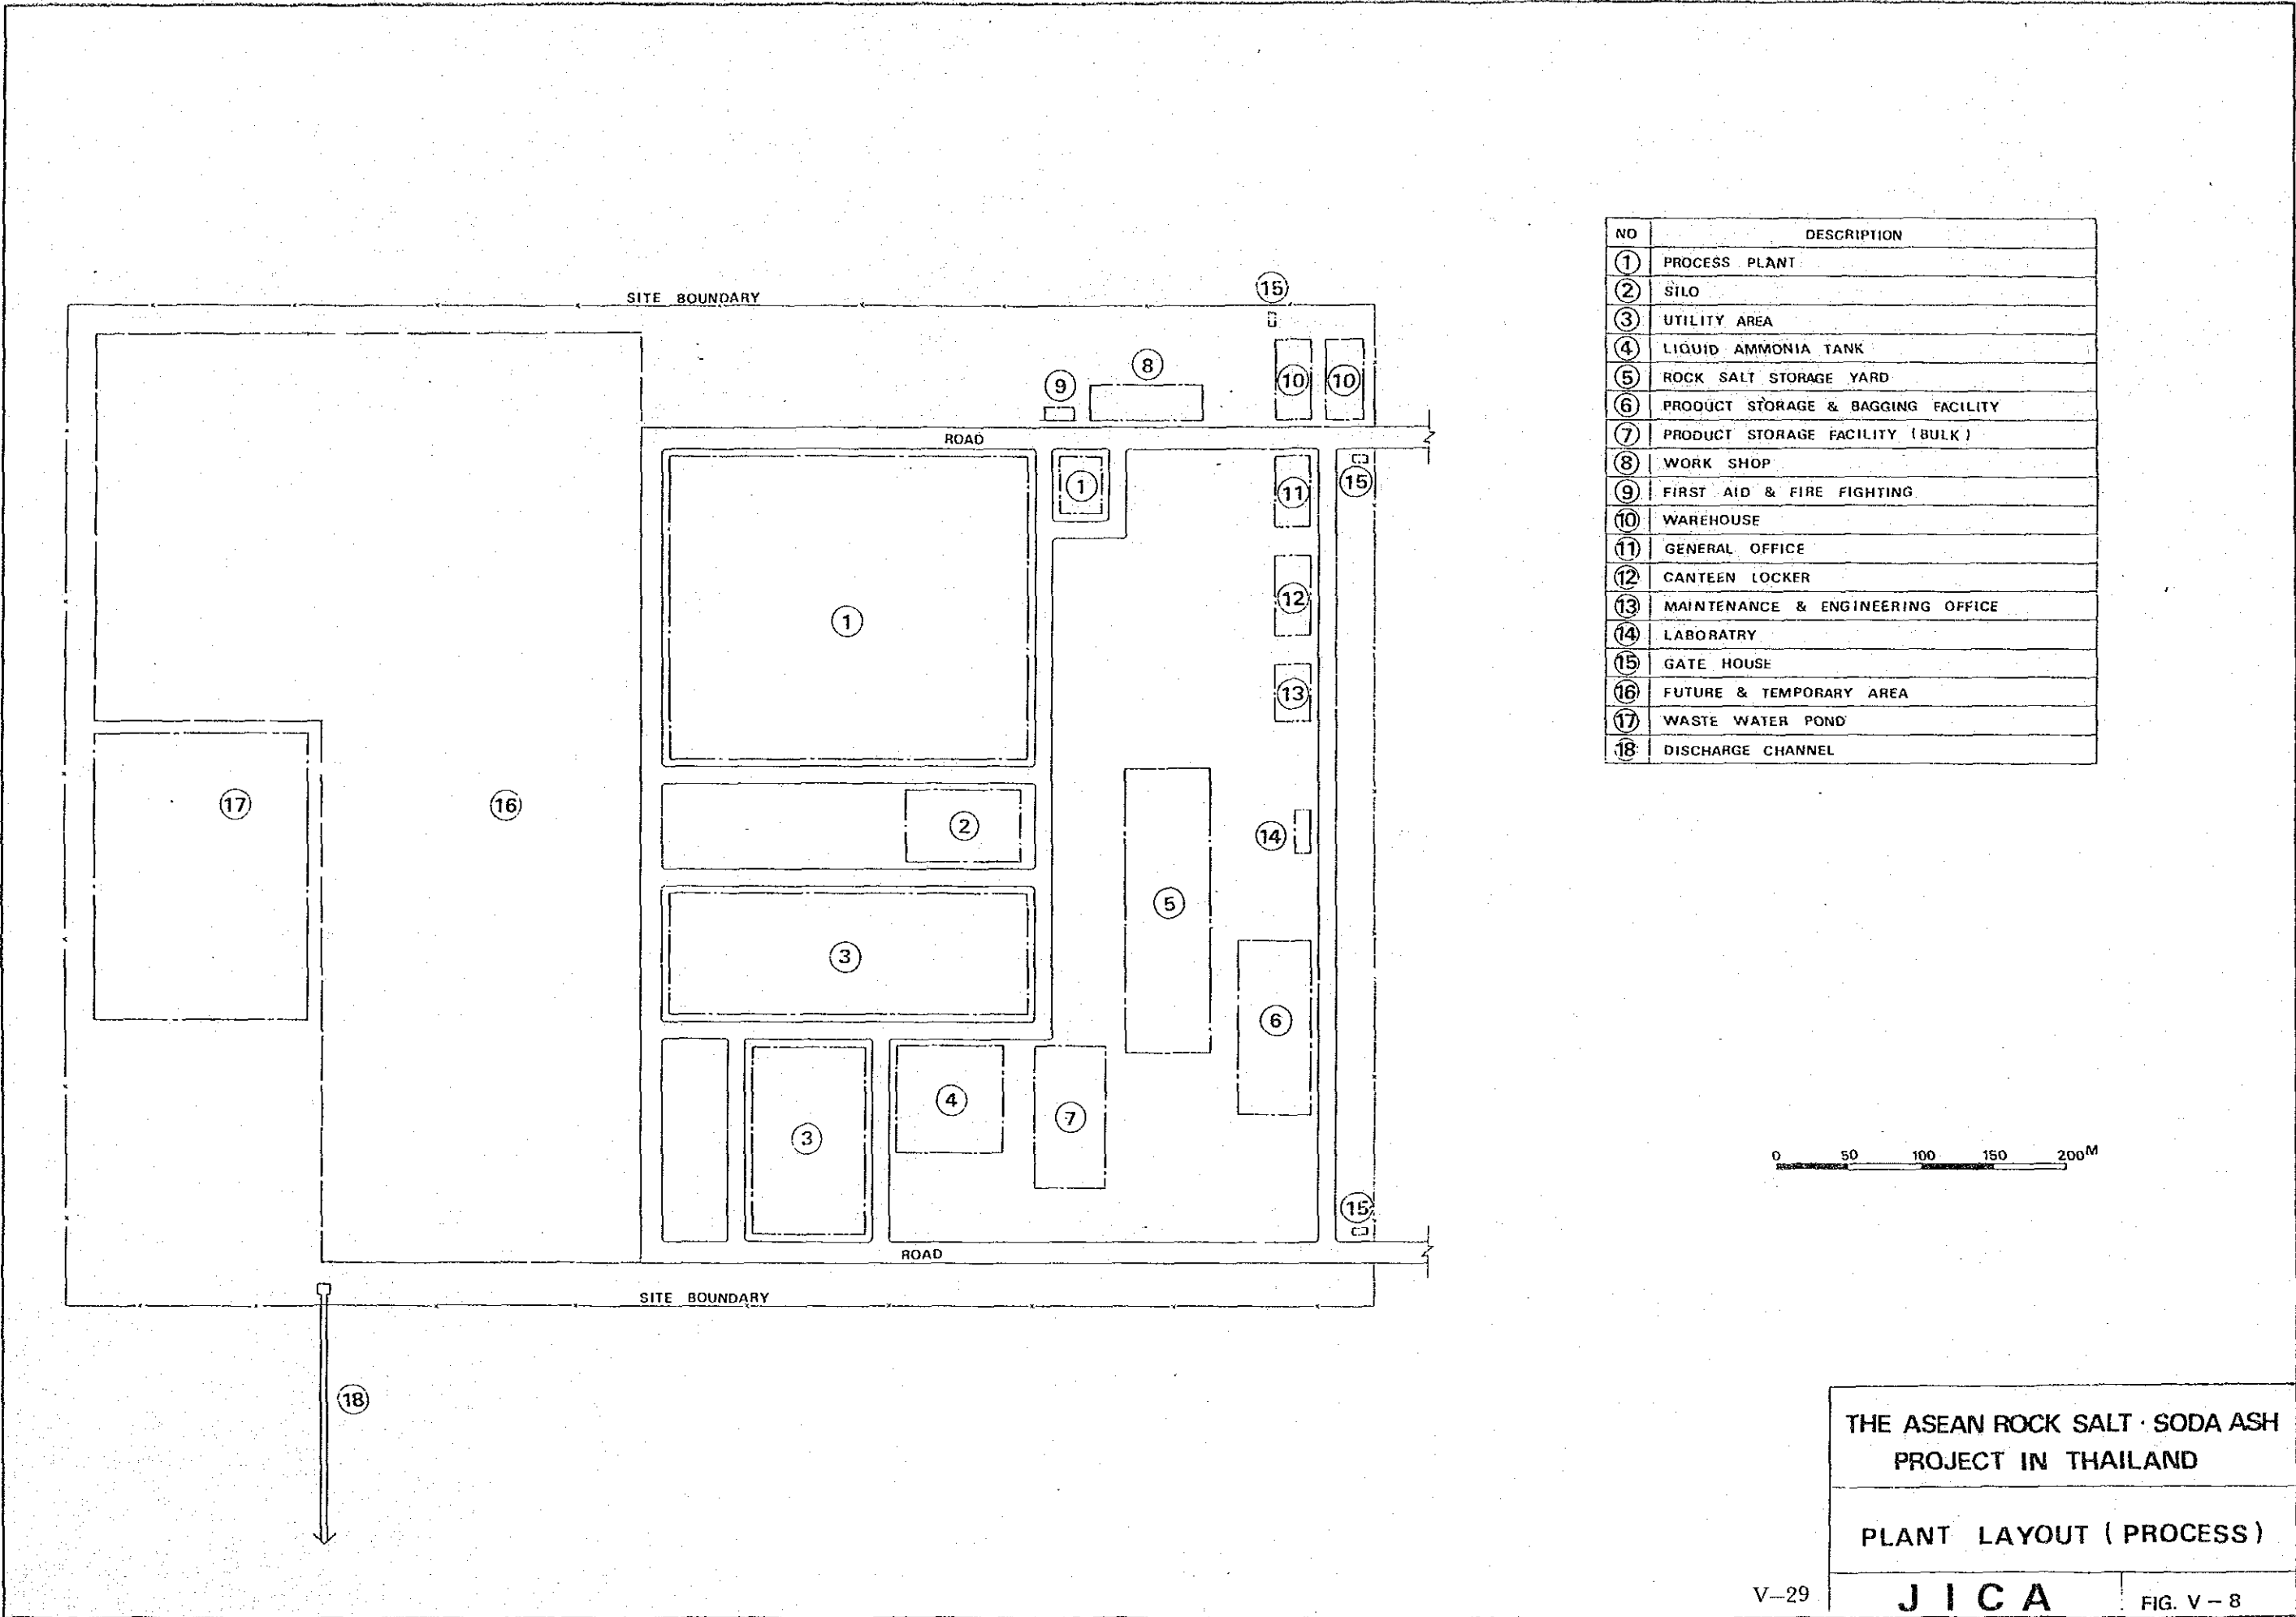 SITE BOUNDARY
15
9
8
10
10
ROAD
1
11
15
1
12
13
17
16
2
14
5
3
6
4
7
3
15
ROAD
SITE BOUNDARY
18
NO DESCRIPTION
1 PROCESS PLANT
2 SILO
3 UTILITY AREA
4 LIQUID AMMONIA TANK
5 ROCK SALT STORAGE YARD
6 PRODUCT STORAGE & BAGGING FACILITY
7 PRODUCT STORAGE FACILITY (BULK)
8 WORK SHOP
9 FIRST AID & FIRE FIGHTING
10 WAREHOUSE
11 GENERAL OFFICE
12 CANTEEN LOCKER
13 MAINTENANCE & ENGINEERING OFFICE
14 LABORATRY
15 GATE HOUSE
16 FUTURE & TEMPORARY AREA
17 WASTE WATER POND
18 DISCHARGE CHANNEL
0 50 100 150 200M
THE ASEAN ROCK SALT · SODA ASH
PROJECT IN THAILAND
PLANT LAYOUT (PROCESS)
V-29
JICA
FIG. V - 8